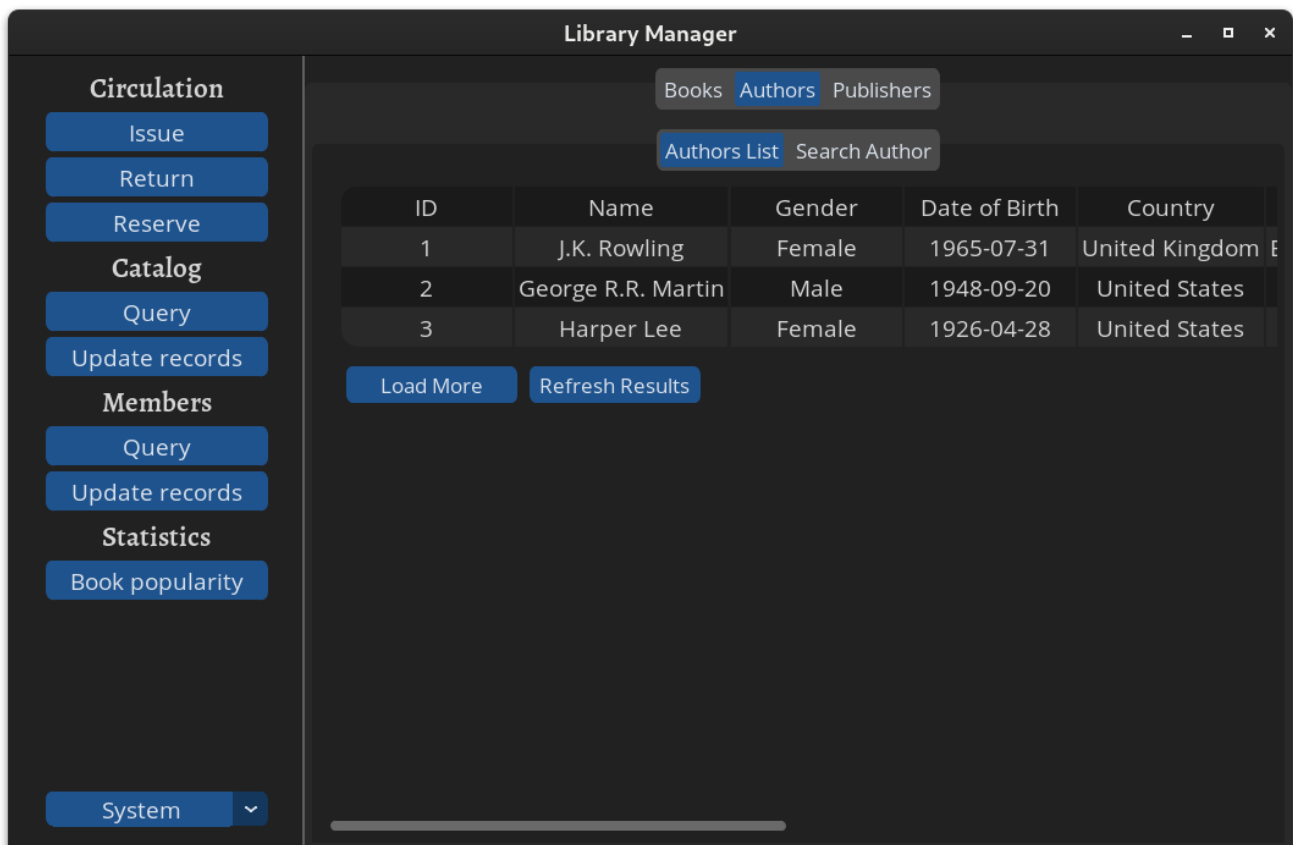 Library Manager
Circulation
Issue
Return
Reserve
Catalog
Query
Update records
Members
Query
Update records
Statistics
Book popularity
System
Books Authors Publishers
Authors List Search Author
ID Name Gender Date of Birth Country
1 J.K. Rowling Female 1965-07-31 United Kingdom
2 George R.R. Martin Male 1948-09-20 United States
3 Harper Lee Female 1926-04-28 United States
Load More Refresh Results